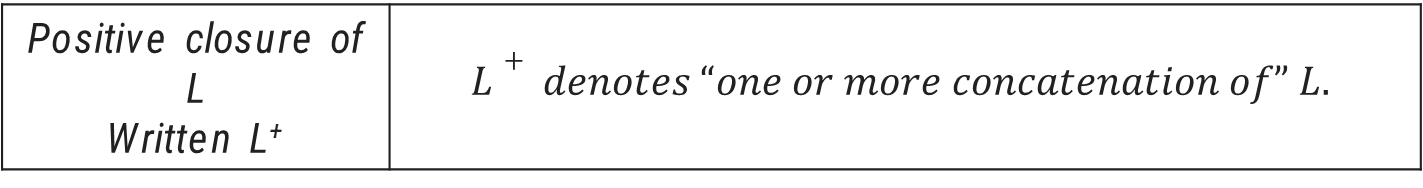 Positive closure of
L
Written L⁺
L ⁺ denotes “one or more concatenation of” L.